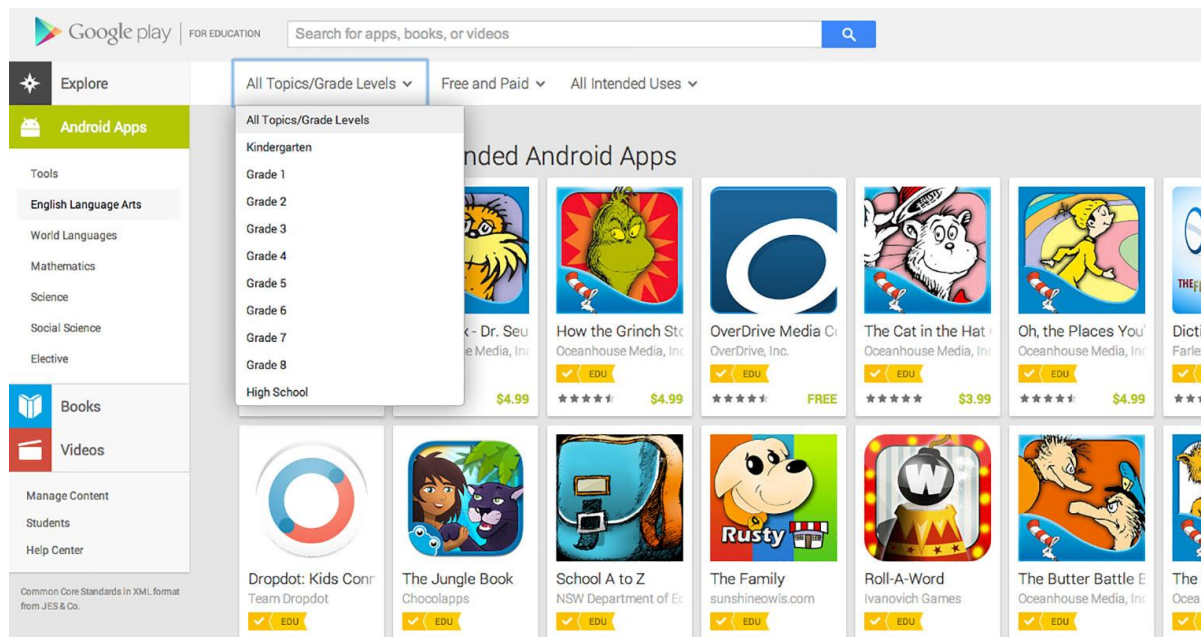 Google play | FOR EDUCATION
Search for apps, books, or videos
Explore
Android Apps
Tools
English Language Arts
World Languages
Mathematics
Science
Social Science
Elective
Books
Videos
Manage Content
Students
Help Center
Common Core Standards in XML format
from JES & Co.
All Topics/Grade Levels
Free and Paid
All Intended Uses
All Topics/Grade Levels
Kindergarten
Grade 1
Grade 2
Grade 3
Grade 4
Grade 5
Grade 6
Grade 7
Grade 8
High School
nded Android Apps
- Dr. Seu
e Media, Inc
$4.99
How the Grinch Sto
Oceanhouse Media, Inc
EDU
$4.99
OverDrive Media Co
OverDrive, Inc.
EDU
FREE
The Cat in the Hat
Oceanhouse Media, Inc
EDU
$3.99
Oh, the Places You'
Oceanhouse Media, Inc
EDU
$4.99
THE
Dicti
Farle
Dropdot: Kids Conn
Team Dropdot
EDU
The Jungle Book
Chocolapps
EDU
School A to Z
NSW Department of Ed
EDU
Rusty
The Family
sunshineowls.com
EDU
W
Roll-A-Word
Ivanovich Games
EDU
The Butter Battle B
Oceanhouse Media, Inc
EDU
The
Ocea